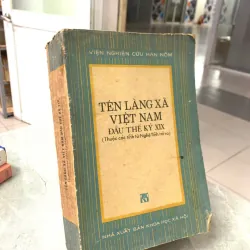 VIỆN NGHIÊN CỨU HÁN NÔM
TÊN LÀNG XÃ
VIỆT NAM
ĐẦU THẾ KỶ XIX
(Thuộc các tỉnh từ Nghệ Tĩnh trở ra)
NHÀ XUẤT BẢN KHOA HỌC XÃ HỘI